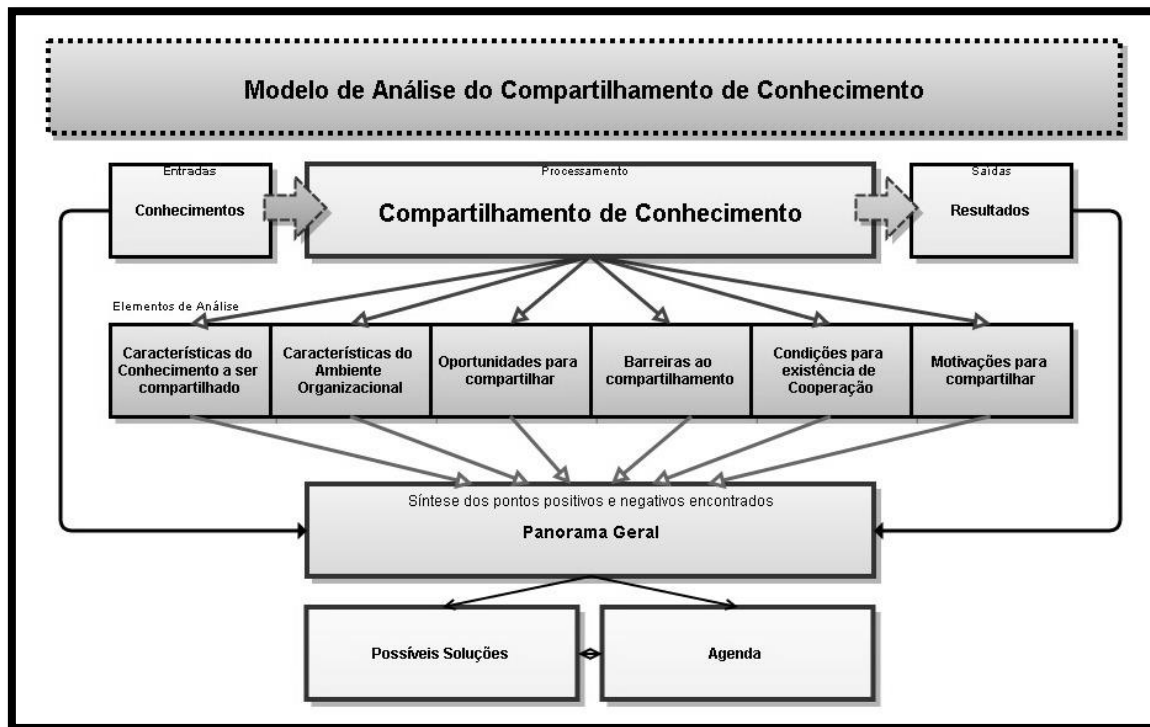 Modelo de Análise do Compartilhamento de Conhecimento
Entradas
Conhecimentos
Processamento
Compartilhamento de Conhecimento
Saídas
Resultados
Elementos de Análise
Características do
Conhecimento a ser
compartilhado
Características do
Ambiente
Organizacional
Oportunidades para
compartilhar
Barreiras ao
compartilhamento
Condições para
existência de
Cooperação
Motivações para
compartilhar
Síntese dos pontos positivos e negativos encontrados
Panorama Geral
Possíveis Soluções
Agenda